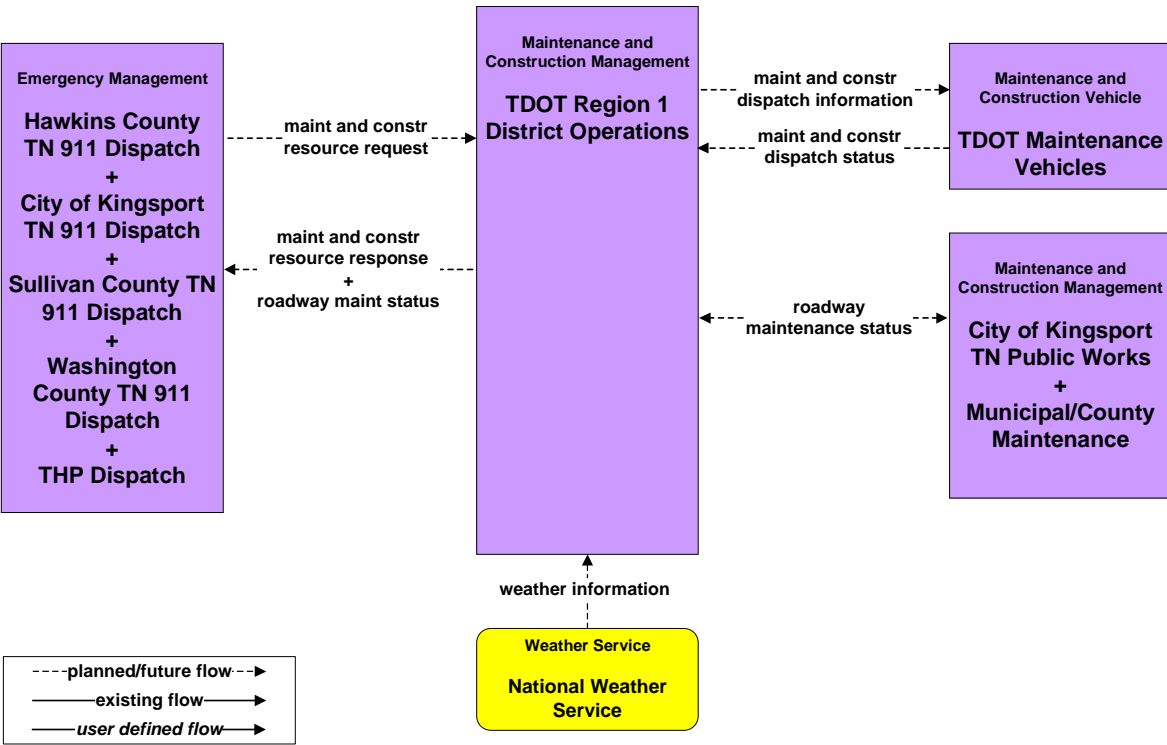 Emergency Management
Hawkins County
TN 911 Dispatch
+
City of Kingsport
TN 911 Dispatch
+
Sullivan County TN
911 Dispatch
+
Washington
County TN 911
Dispatch
+
THP Dispatch
maint and constr
resource request
maint and constr
resource response
+
roadway maint status
Maintenance and
Construction Management
TDOT Region 1
District Operations
maint and constr
dispatch information
maint and constr
dispatch status
Maintenance and
Construction Vehicle
TDOT Maintenance
Vehicles
roadway
maintenance status
Maintenance and
Construction Management
City of Kingsport
TN Public Works
+
Municipal/County
Maintenance
weather information
Weather Service
National Weather
Service
planned/future flow
existing flow
user defined flow